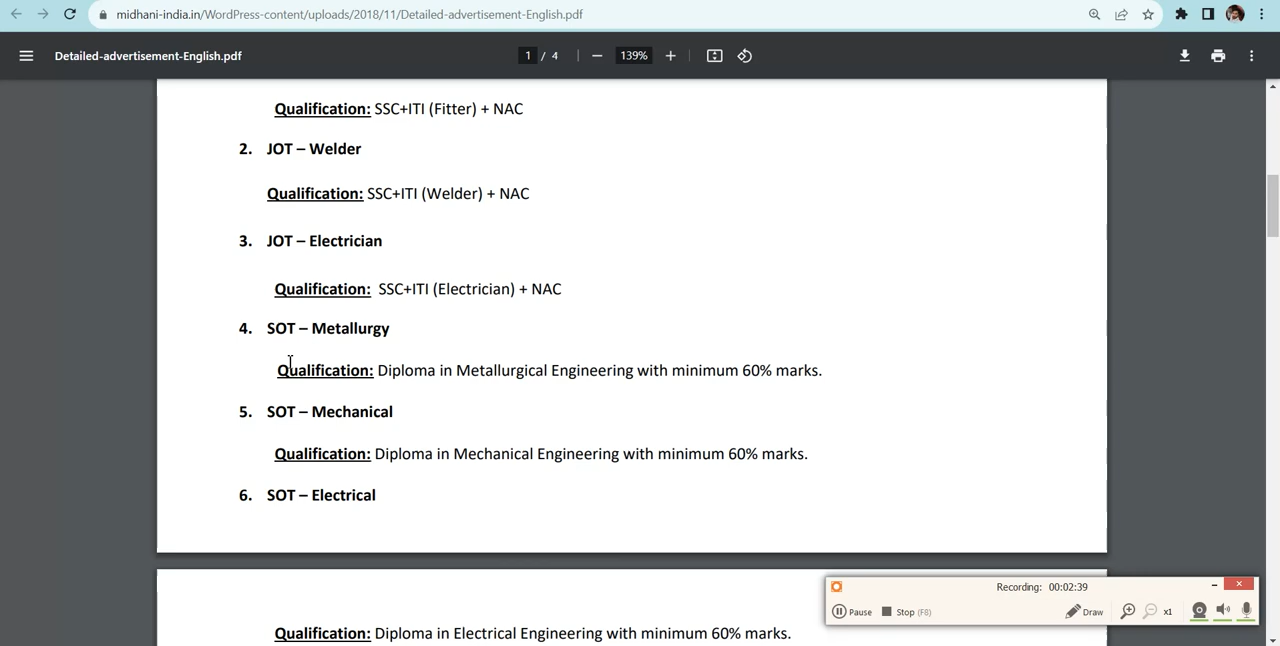 midhani-india.in/WordPress-content/uploads/2018/11/Detailed-advertisement-English.pdf
Detailed-advertisement-English.pdf
1 / 4
139%
Qualification: SSC+ITI (Fitter) + NAC
2. JOT – Welder
Qualification: SSC+ITI (Welder) + NAC
3. JOT – Electrician
Qualification: SSC+ITI (Electrician) + NAC
4. SOT – Metallurgy
Qualification: Diploma in Metallurgical Engineering with minimum 60% marks.
5. SOT – Mechanical
Qualification: Diploma in Mechanical Engineering with minimum 60% marks.
6. SOT – Electrical
Recording: 00:02:39
Pause Stop (F8) Draw x1
Qualification: Diploma in Electrical Engineering with minimum 60% marks.